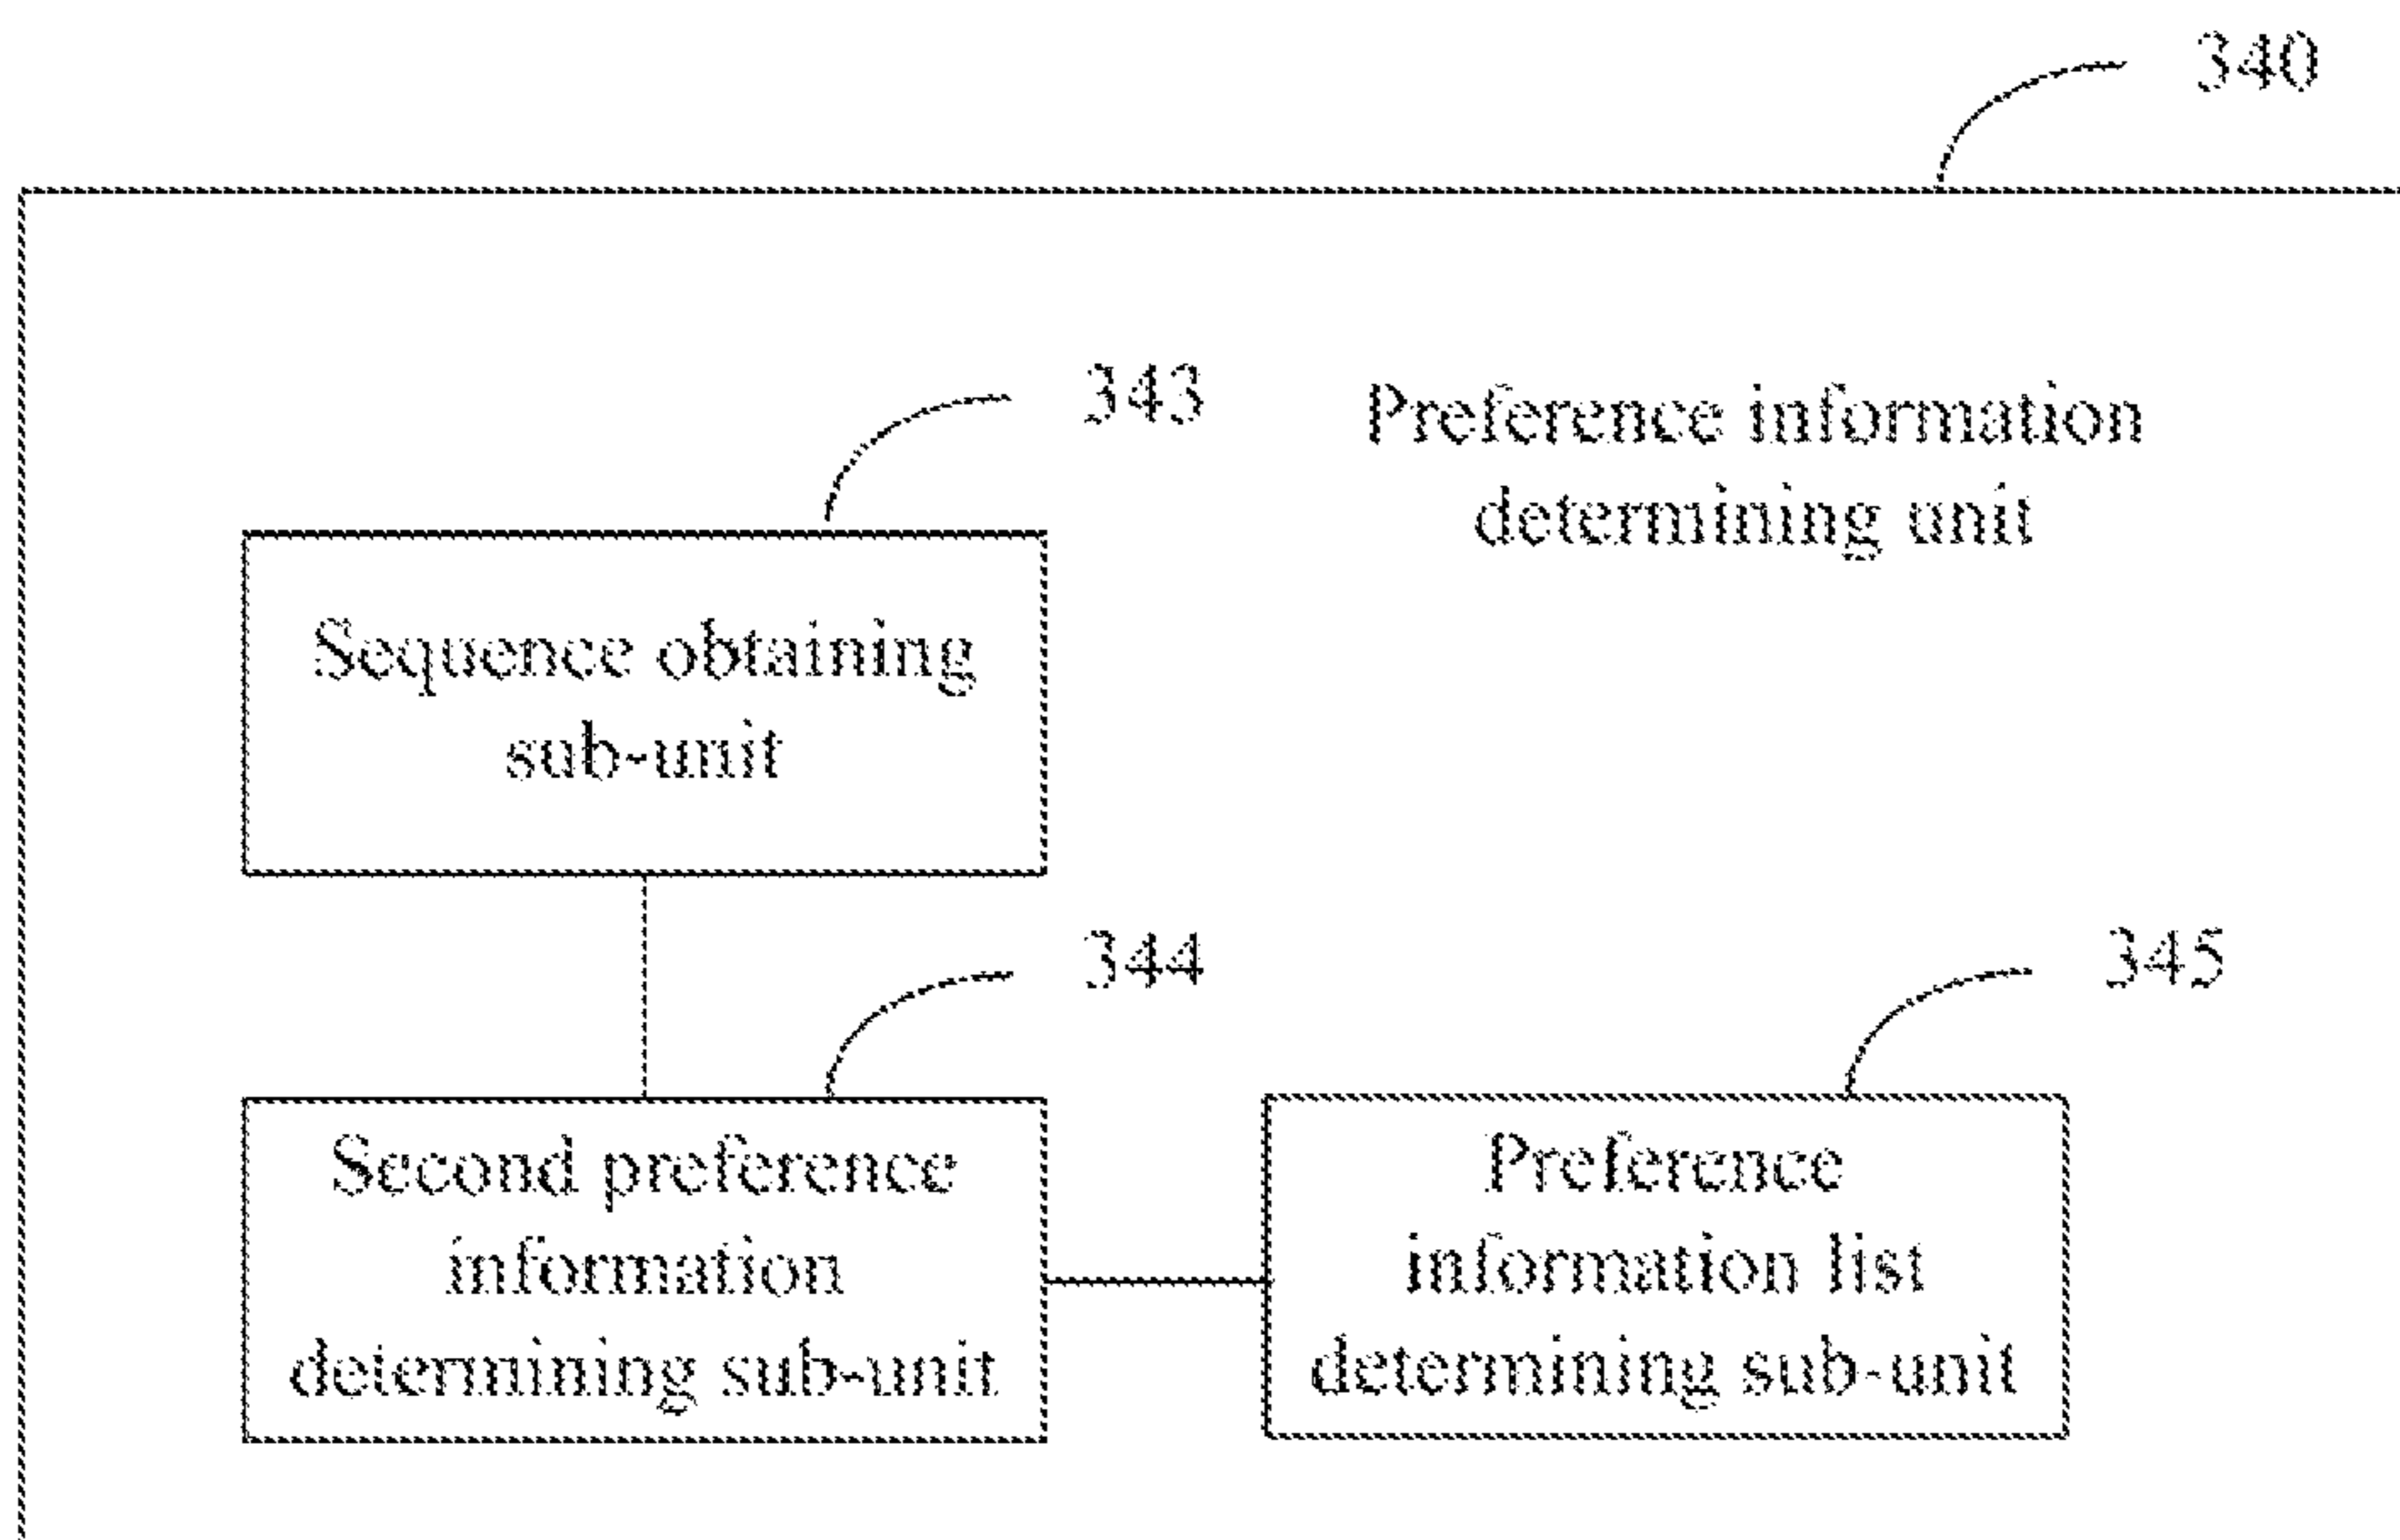 340
343
Preference information
determining unit
Sequence obtaining
sub-unit
344
345
Second preference
information
determining sub-unit
Preference
information list
determining sub-unit